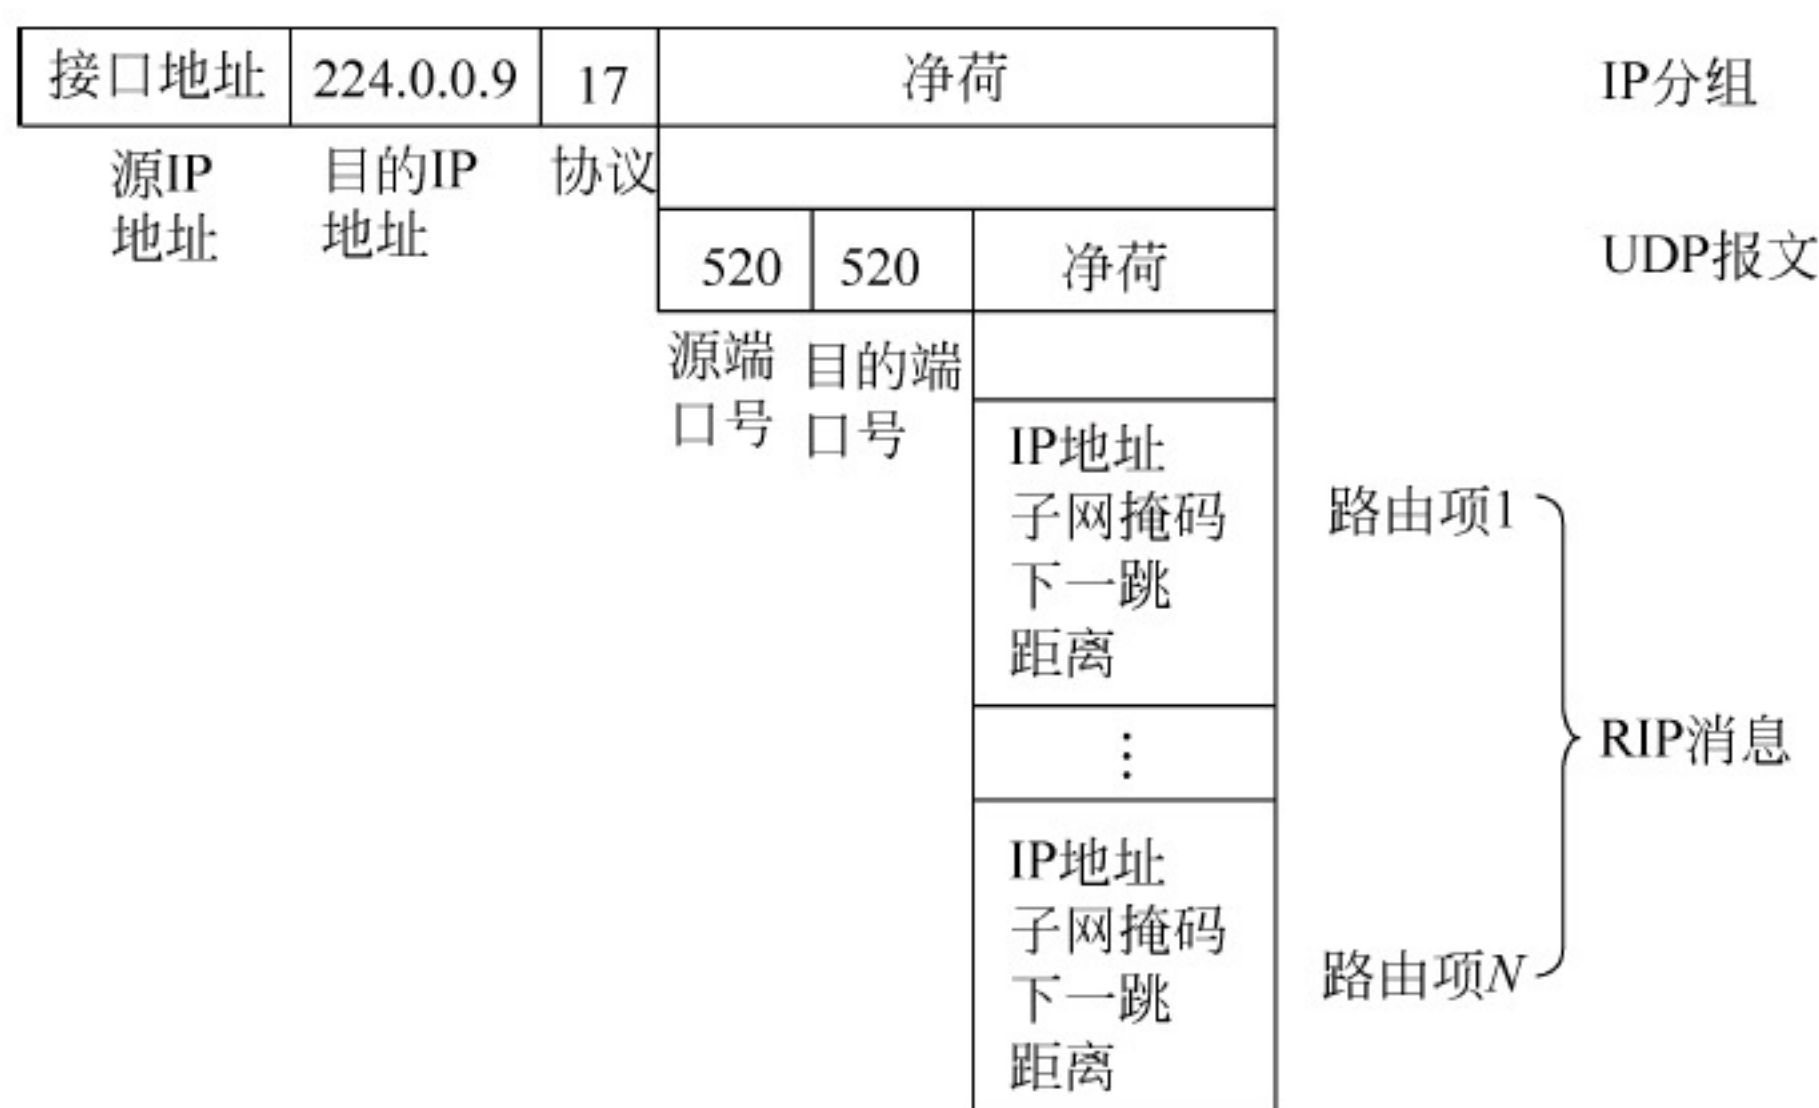 接口地址 224.0.0.9 17 净荷 IP分组
源IP 目的IP 协议
地址 地址
520 520 净荷 UDP报文
源端 目的端
口号 口号
IP地址
子网掩码 路由项1
下一跳
距离
⋮ RIP消息
IP地址
子网掩码
下一跳 路由项N
距离